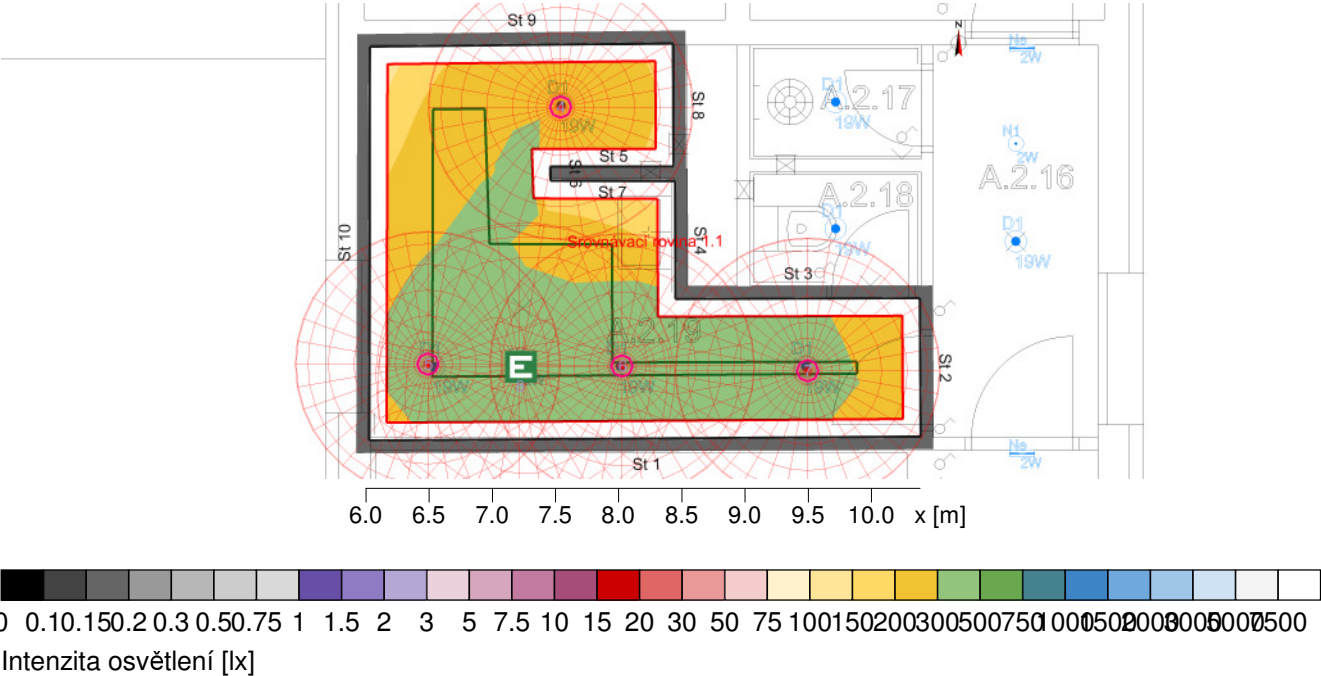 St 9
z
Ne
2W
D1
19W
D1
19W
A.2.17
St 8
N1
2W
St 5
St 6
A.2.16
St 7
A.2.18
D1
19W
D1
19W
St 10
Srovnávací rovina 1.1
St 4
St 3
A.2.19
D1
19W
E
19W
19W
St 2
Ne
2W
St 1
6.0 6.5 7.0 7.5 8.0 8.5 9.0 9.5 10.0 x [m]
0 0.1 0.15 0.2 0.3 0.5 0.75 1 1.5 2 3 5 7.5 10 15 20 30 50 75 100 150 200 300 500 750 1000 1500 2000 3000 5000 7500
Intenzita osvětlení [lx]